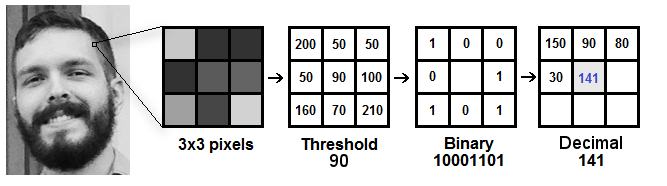 200 50 50
50 90 100
160 70 210
1 0 0
0 1
1 0 1
150 90 80
30 141
3x3 pixels
Threshold
90
Binary
10001101
Decimal
141